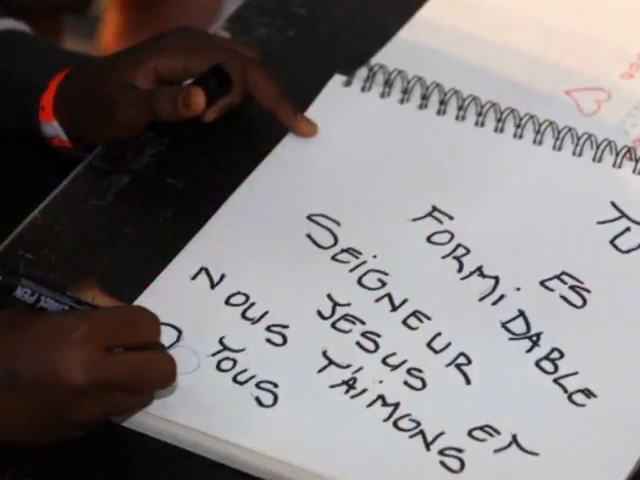 TU
ES
FORMiDABLE
SEiGNEUR
JESUS ET
NOUS T'AiMONS
TOUS